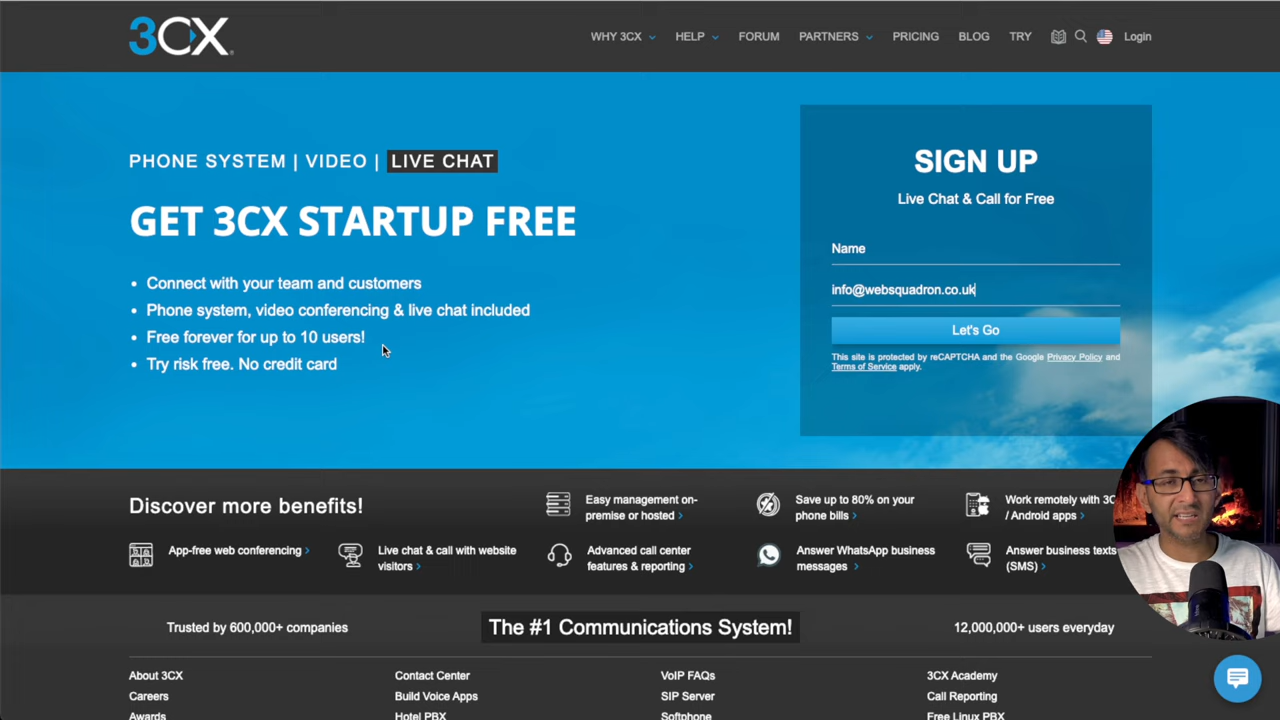 3CX
WHY 3CX
HELP
FORUM
PARTNERS
PRICING
BLOG
TRY
Login
PHONE SYSTEM | VIDEO | LIVE CHAT
GET 3CX STARTUP FREE
• Connect with your team and customers
• Phone system, video conferencing & live chat included
• Free forever for up to 10 users!
• Try risk free. No credit card
SIGN UP
Live Chat & Call for Free
Name
info@websquadron.co.uk
Let's Go
This site is protected by reCAPTCHA and the Google Privacy Policy and
Terms of Service apply.
Discover more benefits!
Easy management on-
premise or hosted
Save up to 80% on your
phone bills
Work remotely with
/ Android apps
App-free web conferencing
Live chat & call with website
visitors
Advanced call center
features & reporting
Answer WhatsApp business
messages
Answer business texts
(SMS)
Trusted by 600,000+ companies
The #1 Communications System!
12,000,000+ users everyday
About 3CX
Contact Center
VoIP FAQs
3CX Academy
Careers
Build Voice Apps
SIP Server
Call Reporting
Awards
Hotel PBX
Softphone
Free Linux PBX